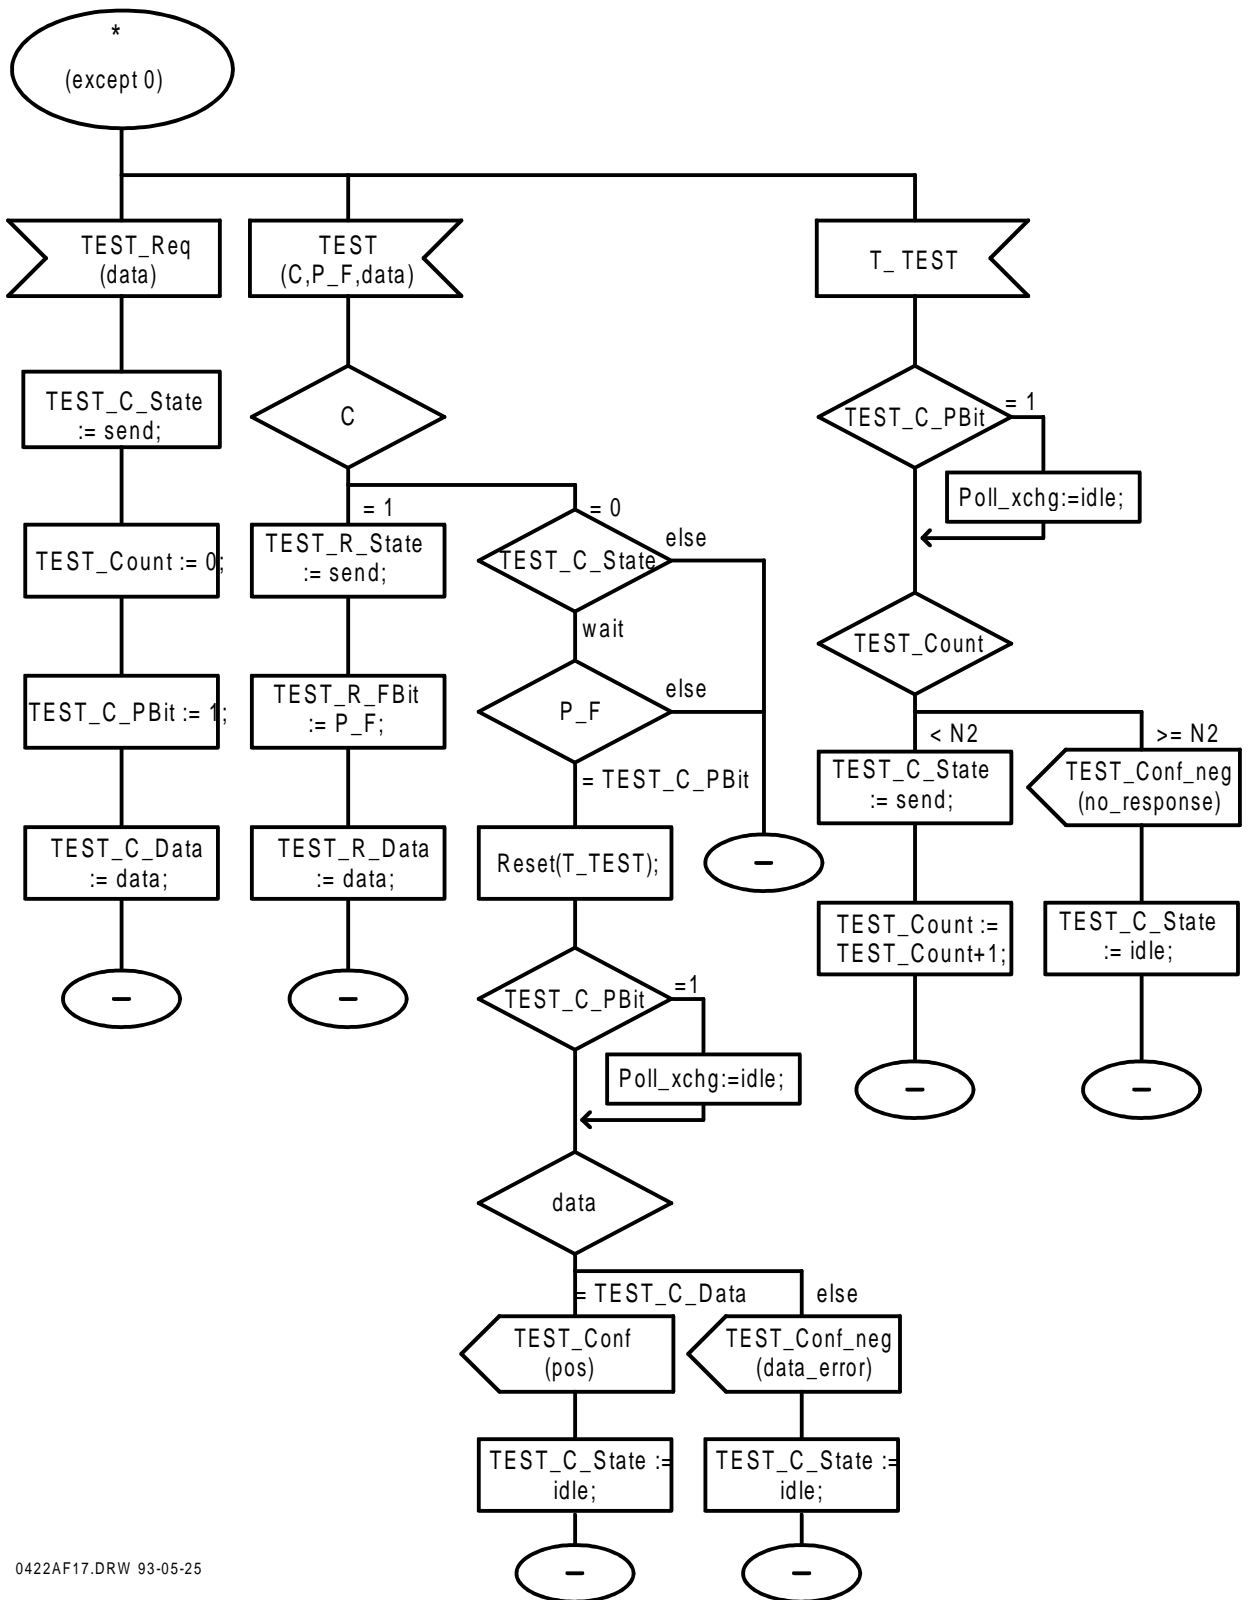 *
(except 0)
TEST_Req
(data)
TEST
(C,P_F,data)
T_ TEST
TEST_C_State
:= send;
C
TEST_C_PBit
= 1
Poll_xchg:=idle;
TEST_Count := 0;
= 1
TEST_R_State
:= send;
= 0
TEST_C_State
else
wait
TEST_Count
TEST_C_PBit := 1;
TEST_R_FBit
:= P_F;
P_F
else
= TEST_C_PBit
< N2
TEST_C_State
:= send;
>= N2
TEST_Conf_neg
(no_response)
TEST_C_Data
:= data;
TEST_R_Data
:= data;
Reset(T_TEST);
–
TEST_Count :=
TEST_Count+1;
TEST_C_State
:= idle;
–
–
TEST_C_PBit
=1
Poll_xchg:=idle;
–
–
data
= TEST_C_Data
else
TEST_Conf
(pos)
TEST_Conf_neg
(data_error)
TEST_C_State :=
idle;
TEST_C_State :=
idle;
–
–
0422AF17.DRW 93-05-25